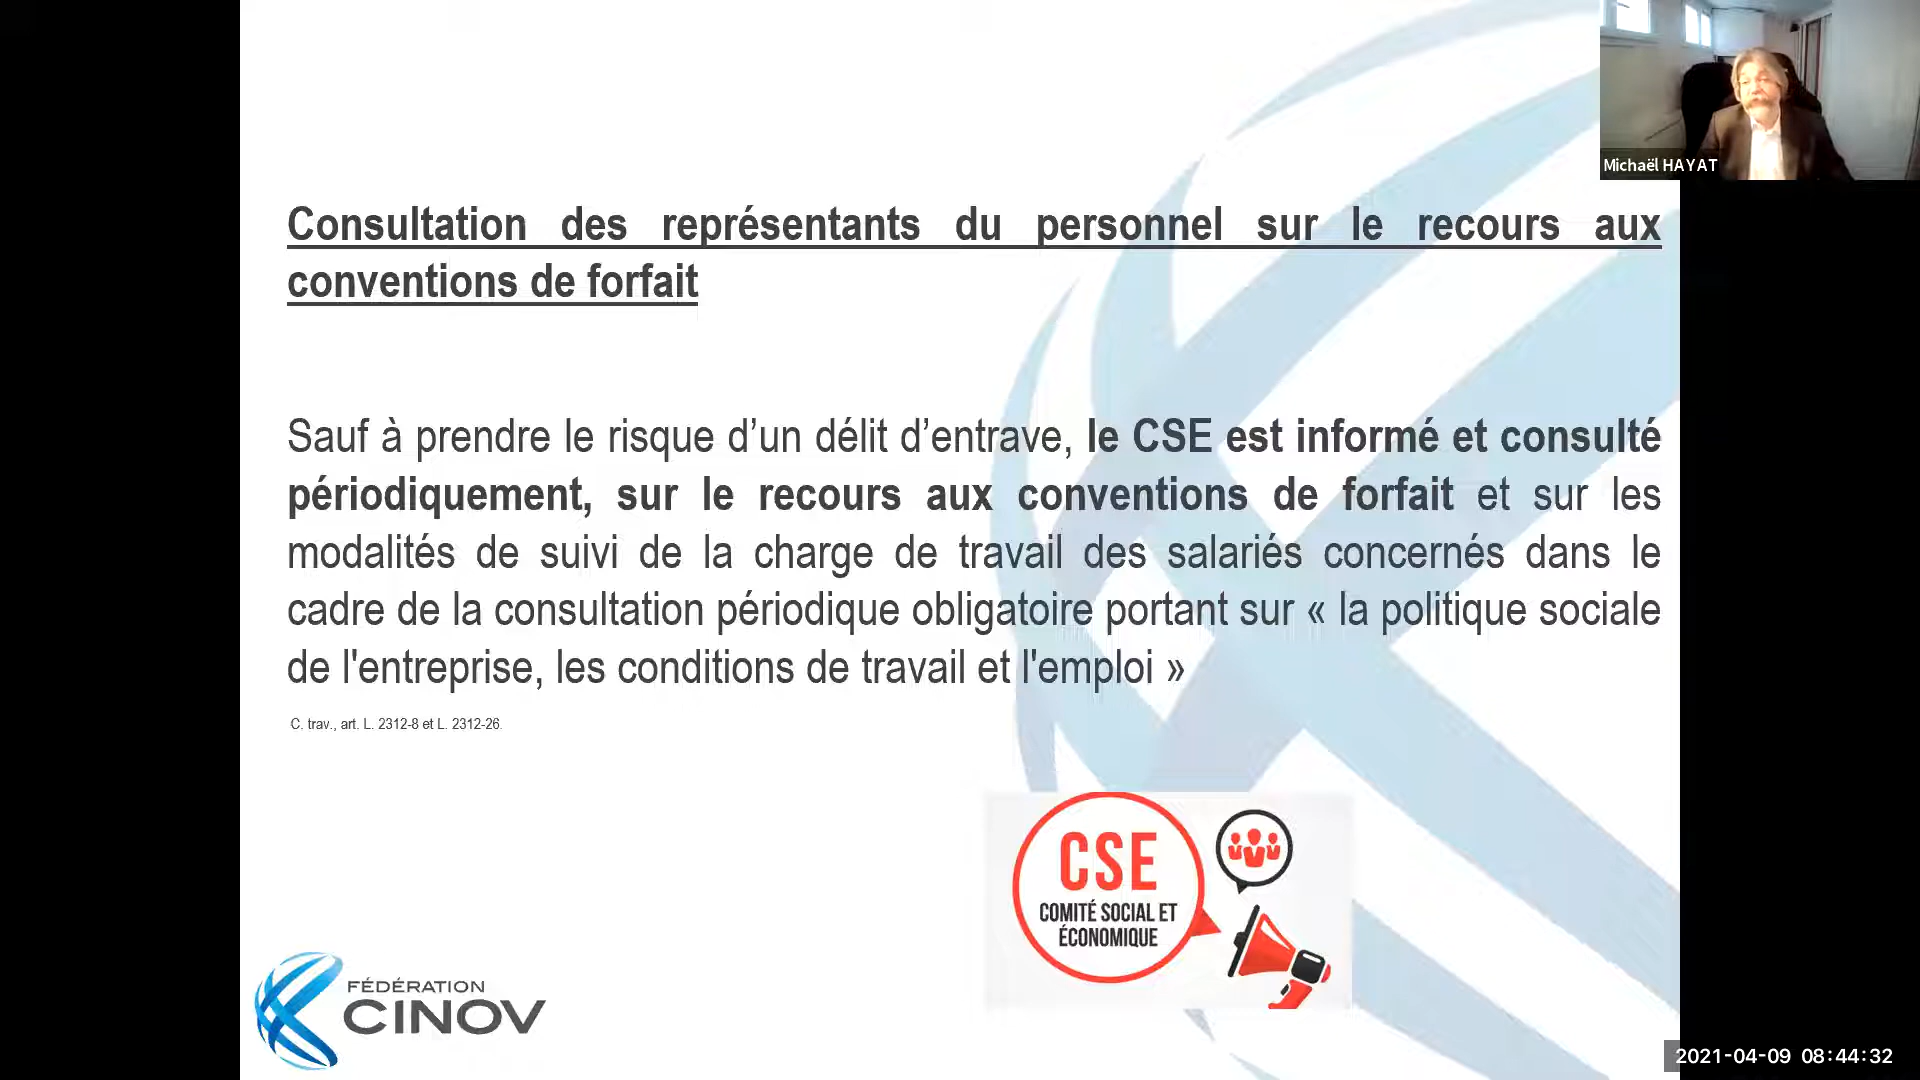 Michaël HAYAT
Consultation des représentants du personnel sur le recours aux
conventions de forfait
Sauf à prendre le risque d’un délit d’entrave, le CSE est informé et consulté
périodiquement, sur le recours aux conventions de forfait et sur les
modalités de suivi de la charge de travail des salariés concernés dans le
cadre de la consultation périodique obligatoire portant sur « la politique sociale
de l'entreprise, les conditions de travail et l'emploi »
C. trav., art. L. 2312-8 et L. 2312-26.
CSE
COMITÉ SOCIAL ET
ÉCONOMIQUE
FÉDÉRATION
CINOV
2021-04-09 08:44:32